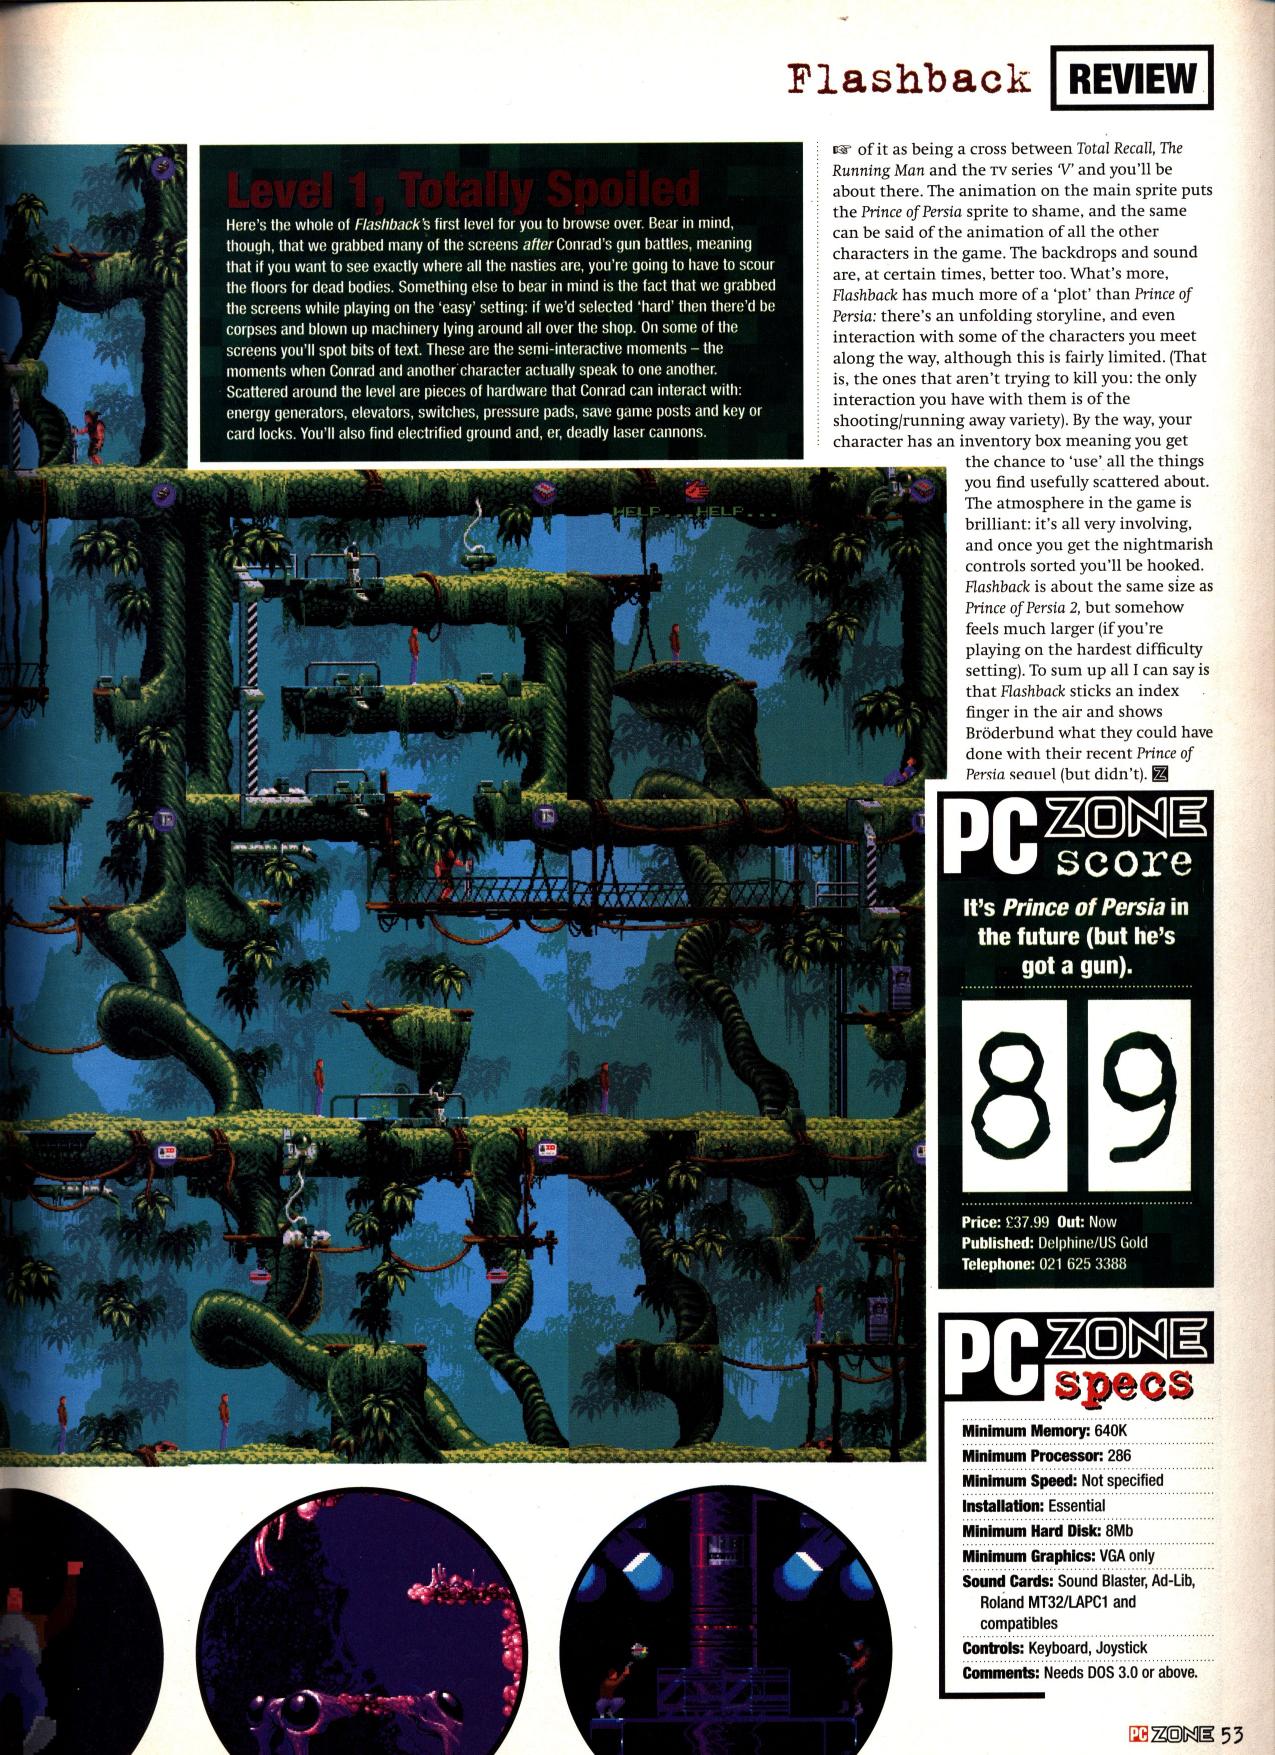 Flashback REVIEW
Level 1, Totally Spoiled
Here's the whole of Flashback's first level for you to browse over. Bear in mind,
though, that we grabbed many of the screens after Conrad's gun battles, meaning
that if you want to see exactly where all the nasties are, you're going to have to scour
the floors for dead bodies. Something else to bear in mind is the fact that we grabbed
the screens while playing on the 'easy' setting: if we'd selected 'hard' then there'd be
corpses and blown up machinery lying around all over the shop. On some of the
screens you'll spot bits of text. These are the semi-interactive moments – the
moments when Conrad and another character actually speak to one another.
Scattered around the level are pieces of hardware that Conrad can interact with:
energy generators, elevators, switches, pressure pads, save game posts and key or
card locks. You'll also find electrified ground and, er, deadly laser cannons.
HELP... HELP...
☞ of it as being a cross between Total Recall, The
Running Man and the TV series 'V' and you'll be
about there. The animation on the main sprite puts
the Prince of Persia sprite to shame, and the same
can be said of the animation of all the other
characters in the game. The backdrops and sound
are, at certain times, better too. What's more,
Flashback has much more of a 'plot' than Prince of
Persia: there's an unfolding storyline, and even
interaction with some of the characters you meet
along the way, although this is fairly limited. (That
is, the ones that aren't trying to kill you: the only
interaction you have with them is of the
shooting/running away variety). By the way, your
character has an inventory box meaning you get
the chance to 'use' all the things
you find usefully scattered about.
The atmosphere in the game is
brilliant: it's all very involving,
and once you get the nightmarish
controls sorted you'll be hooked.
Flashback is about the same size as
Prince of Persia 2, but somehow
feels much larger (if you're
playing on the hardest difficulty
setting). To sum up all I can say is
that Flashback sticks an index
finger in the air and shows
Bröderbund what they could have
done with their recent Prince of
Persia sequel (but didn't). Z
PC ZONE
score
It's Prince of Persia in
the future (but he's
got a gun).
89
Price: £37.99 Out: Now
Published: Delphine/US Gold
Telephone: 021 625 3388
PC ZONE
specs
Minimum Memory: 640K
Minimum Processor: 286
Minimum Speed: Not specified
Installation: Essential
Minimum Hard Disk: 8Mb
Minimum Graphics: VGA only
Sound Cards: Sound Blaster, Ad-Lib,
Roland MT32/LAPC1 and
compatibles
Controls: Keyboard, Joystick
Comments: Needs DOS 3.0 or above.
PC ZONE 53